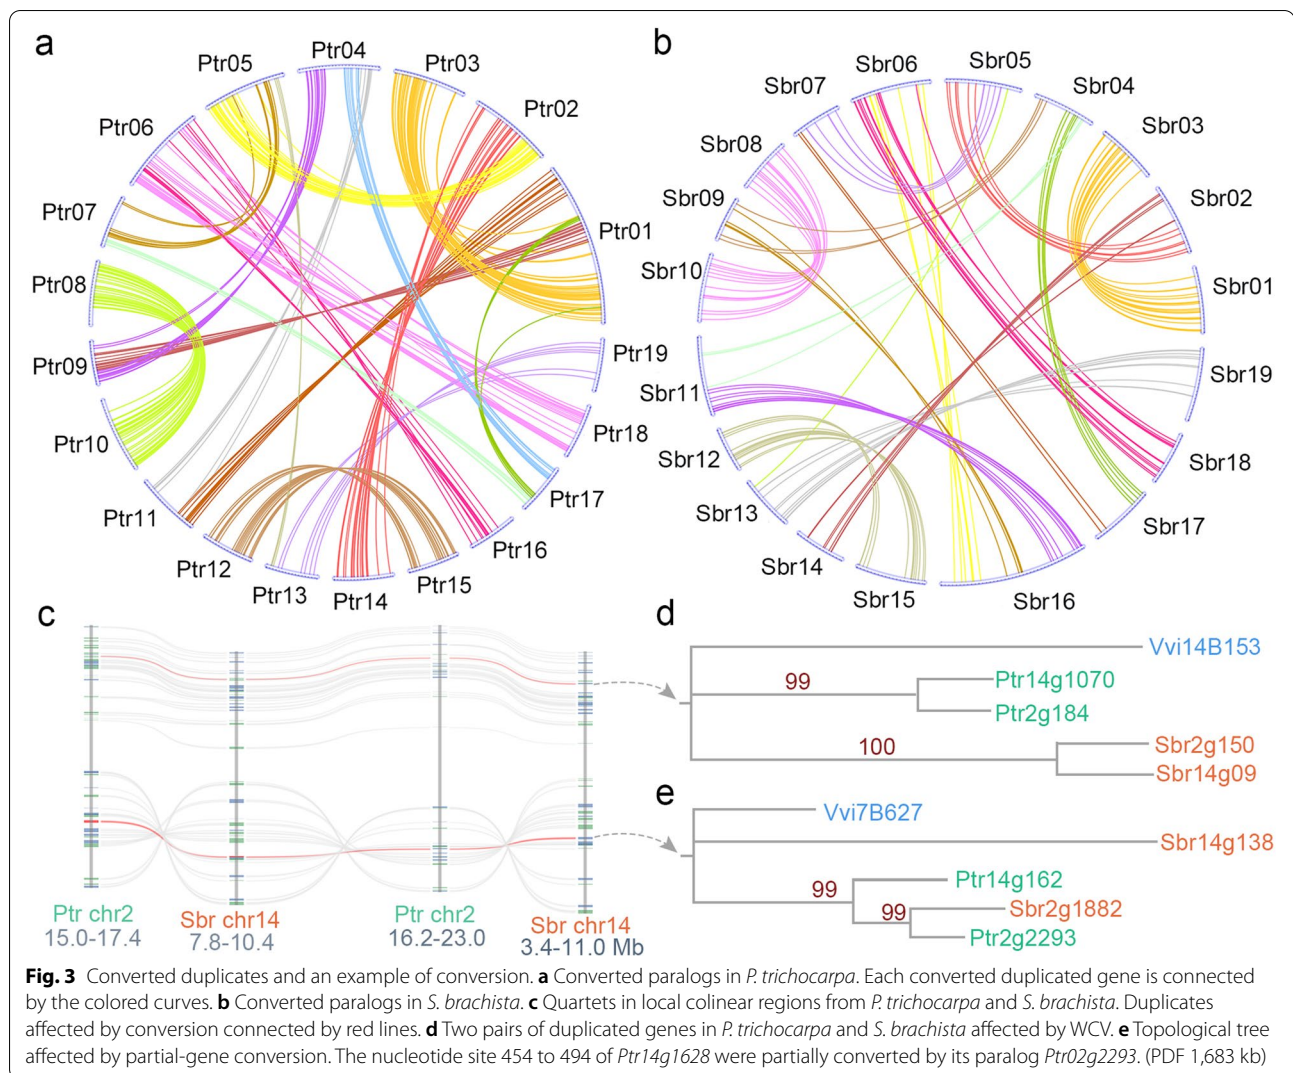 a
Ptr04
Ptr03
Ptr05
Ptr02
Ptr06
Ptr07
Ptr01
Ptr08
Ptr19
Ptr09
Ptr18
Ptr10
Ptr17
Ptr11
Ptr16
Ptr12
Ptr15
Ptr13
Ptr14
b
Sbr06
Sbr05
Sbr07
Sbr04
Sbr03
Sbr08
Sbr02
Sbr09
Sbr10
Sbr01
Sbr19
Sbr11
Sbr12
Sbr18
Sbr13
Sbr17
Sbr14
Sbr15
Sbr16
c
Ptr chr2
15.0-17.4
Sbr chr14
7.8-10.4
Ptr chr2
16.2-23.0
Sbr chr14
3.4-11.0 Mb
d
Vvi14B153
99
Ptr14g1070
Ptr2g184
100
Sbr2g150
Sbr14g09
e
Vvi7B627
Sbr14g138
99
Ptr14g162
99
Sbr2g1882
Ptr2g2293
Fig. 3 Converted duplicates and an example of conversion. a Converted paralogs in P. trichocarpa. Each converted duplicated gene is connected
by the colored curves. b Converted paralogs in S. brachista. c Quartets in local colinear regions from P. trichocarpa and S. brachista. Duplicates
affected by conversion connected by red lines. d Two pairs of duplicated genes in P. trichocarpa and S. brachista affected by WCV. e Topological tree
affected by partial-gene conversion. The nucleotide site 454 to 494 of Ptr14g1628 were partially converted by its paralog Ptr02g2293. (PDF 1,683 kb)